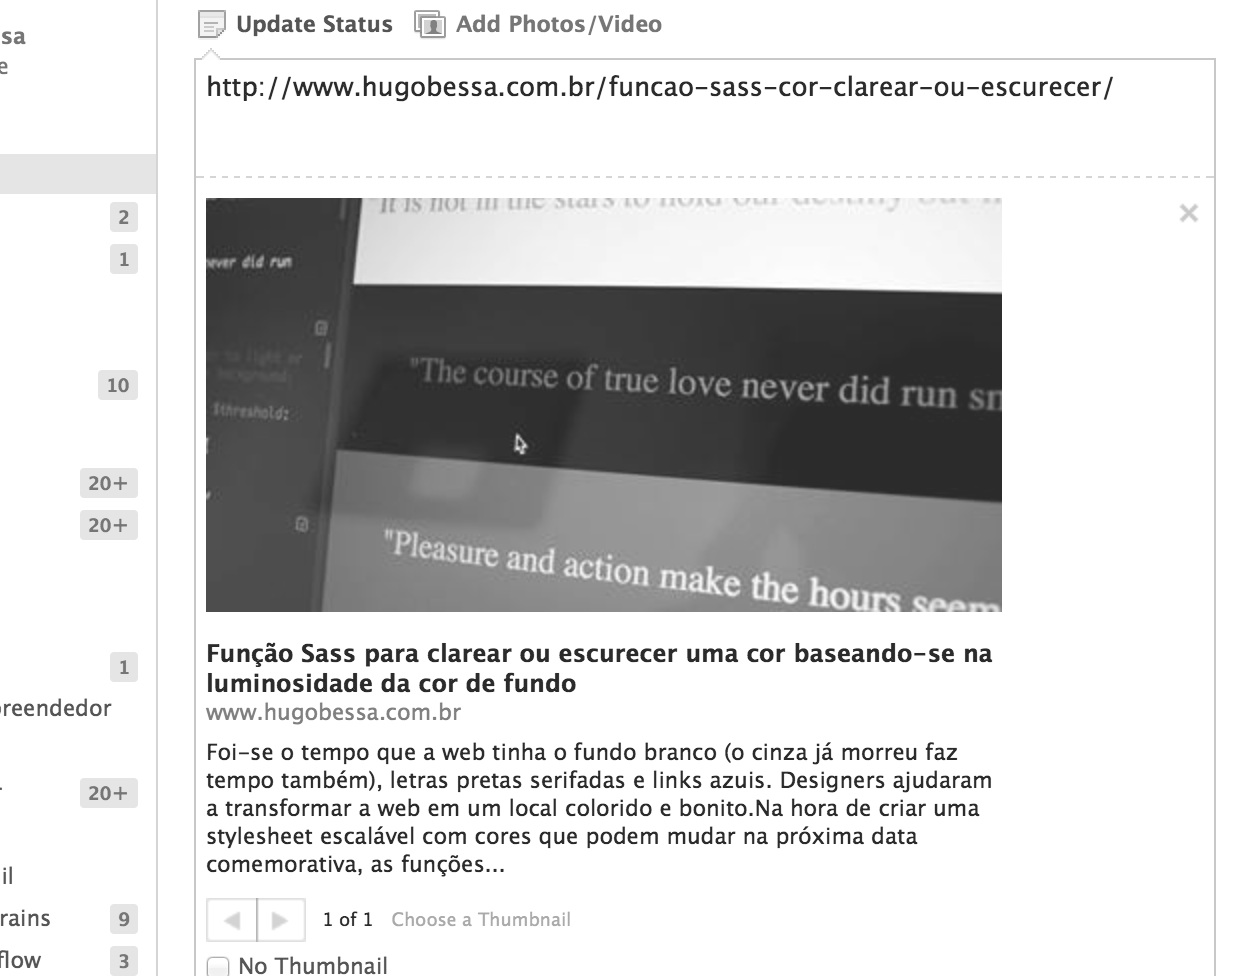 sa
e
2
1
10
20+
20+
1
reendedor
20+
il
rains
9
flow
3
Update Status
Add Photos/Video
http://www.hugobessa.com.br/funcao-sass-cor-clarear-ou-escurecer/
It is not in the stars to hold our destiny but
never did run
to light or
background:
$threshold:
"The course of true love never did run sm
"Pleasure and action make the hours seem
Função Sass para clarear ou escurecer uma cor baseando-se na
luminosidade da cor de fundo
www.hugobessa.com.br
Foi-se o tempo que a web tinha o fundo branco (o cinza já morreu faz
tempo também), letras pretas serifadas e links azuis. Designers ajudaram
a transformar a web em um local colorido e bonito.Na hora de criar uma
stylesheet escalável com cores que podem mudar na próxima data
comemorativa, as funções...
1 of 1
Choose a Thumbnail
No Thumbnail